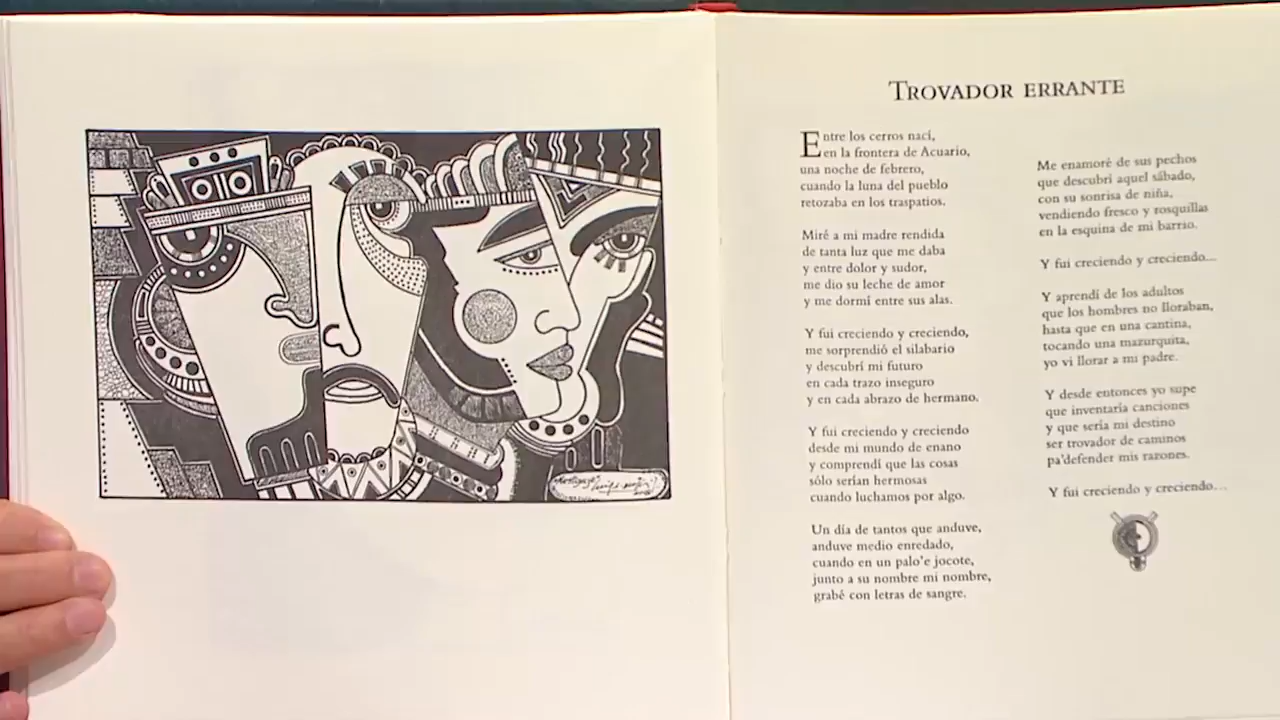 TROVADOR ERRANTE
Entre los cerros nací,
en la frontera de Acuario,
una noche de febrero,
cuando la luna del pueblo
retozaba en los traspatios.
Miré a mi madre rendida
de tanta luz que me daba
y entre dolor y sudor,
me dio su leche de amor
y me dormí entre sus alas.
Y fui creciendo y creciendo,
me sorprendió el silabario
y descubrí mi futuro
en cada trazo inseguro
y en cada abrazo de hermano.
Y fui creciendo y creciendo
desde mi mundo de enano
y comprendí que las cosas
sólo serían hermosas
cuando luchamos por algo.
Un día de tantos que anduve,
anduve medio enredado,
cuando en un palo'e jocote,
junto a su nombre mi nombre,
grabé con letras de sangre.
Me enamoré de sus pechos
que descubrí aquel sábado,
con su sonrisa de niña,
vendiendo fresco y rosquillas
en la esquina de mi barrio.
Y fui creciendo y creciendo...
Y aprendí de los adultos
que los hombres no lloraban,
hasta que en una cantina,
tocando una mazurquita,
yo vi llorar a mi padre.
Y desde entonces yo supe
que inventaría canciones
y que sería mi destino
ser trovador de caminos
pa'defender mis razones.
Y fui creciendo y creciendo...